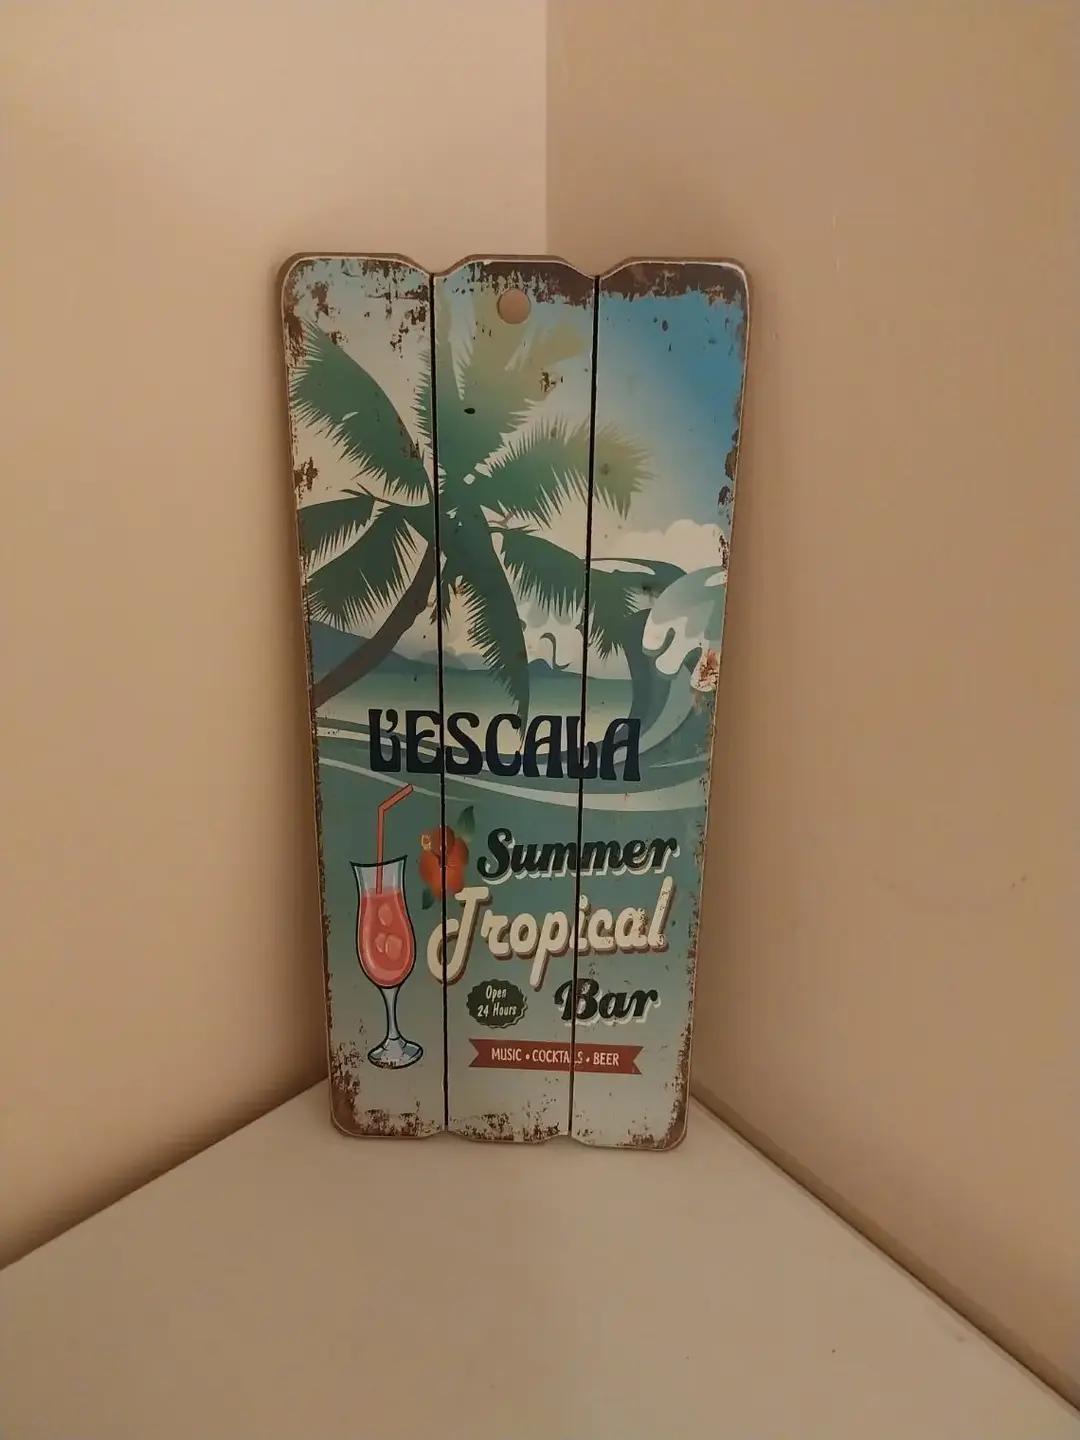 L'ESCALA
Summer
Tropical
Bar
Open
24 Hours
MUSIC • COCKTAILS • BEER